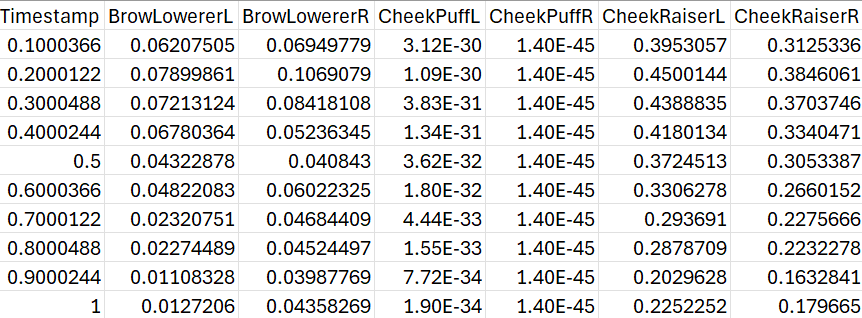 Timestamp BrowLowererL BrowLowererR CheekPuffL CheekPuffR CheekRaiserL CheekRaiserR
0.1000366 0.06207505 0.06949779 3.12E-30 1.40E-45 0.3953057 0.3125336
0.2000122 0.07899861 0.1069079 1.09E-30 1.40E-45 0.4500144 0.3846061
0.3000488 0.07213124 0.08418108 3.83E-31 1.40E-45 0.4388835 0.3703746
0.4000244 0.06780364 0.05236345 1.34E-31 1.40E-45 0.4180134 0.3340471
0.5 0.04322878 0.040843 3.62E-32 1.40E-45 0.3724513 0.3053387
0.6000366 0.04822083 0.06022325 1.80E-32 1.40E-45 0.3306278 0.2660152
0.7000122 0.02320751 0.04684409 4.44E-33 1.40E-45 0.293691 0.2275666
0.8000488 0.02274489 0.04524497 1.55E-33 1.40E-45 0.2878709 0.2232278
0.9000244 0.01108328 0.03987769 7.72E-34 1.40E-45 0.2029628 0.1632841
1 0.0127206 0.04358269 1.90E-34 1.40E-45 0.2252252 0.179665